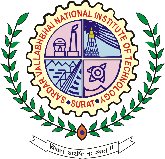 SARDAR VALLABHBHAI NATIONAL INSTITUTE OF TECHNOLOGY
SURAT